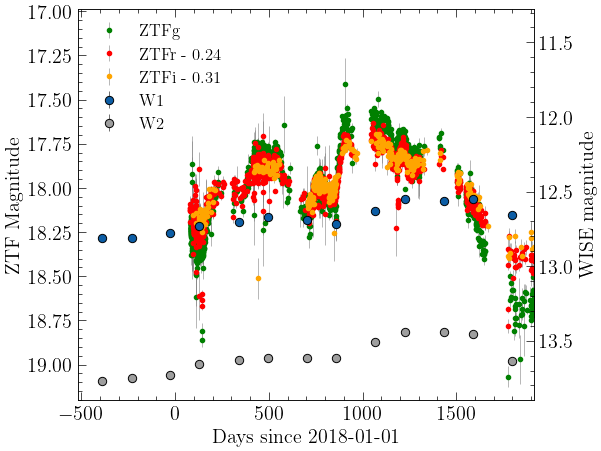 17.00
17.25
17.50
17.75
18.00
18.25
18.50
18.75
19.00
ZTF Magnitude
ZTFg
ZTFr - 0.24
ZTFi - 0.31
W1
W2
11.5
12.0
12.5
13.0
13.5
WISE magnitude
−500
0
500
1000
1500
Days since 2018-01-01